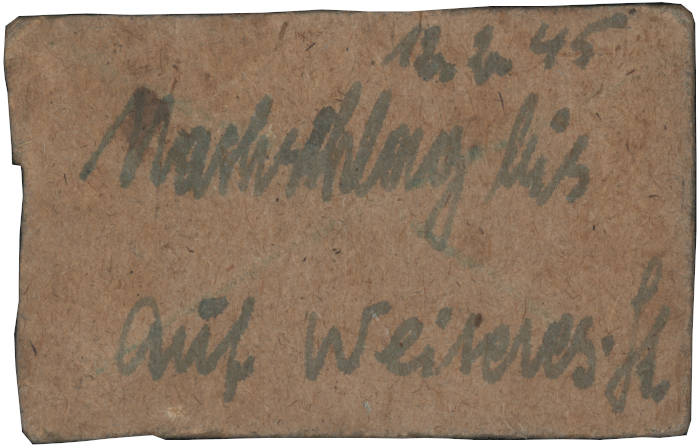 12. 2. 45
Nachschlag bis
auf weiteres.